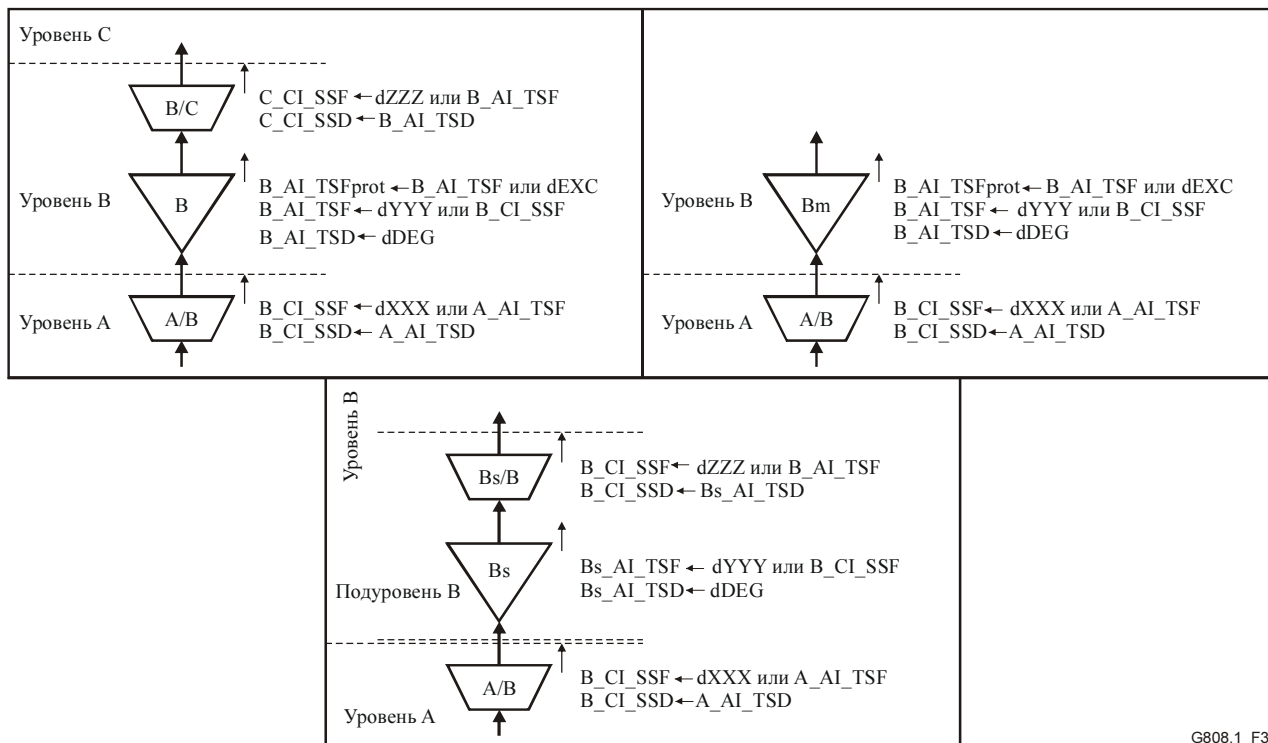 Уровень C
B/C
C_CI_SSF ← dZZZ или B_AI_TSF
C_CI_SSD ← B_AI_TSD
Уровень B
B
B_AI_TSFprot ← B_AI_TSF или dEXC
B_AI_TSF ← dYYY или B_CI_SSF
B_AI_TSD ← dDEG
Уровень A
A/B
B_CI_SSF ← dXXX или A_AI_TSF
B_CI_SSD ← A_AI_TSD
Уровень B
Bm
B_AI_TSFprot ← B_AI_TSF или dEXC
B_AI_TSF ← dYYY или B_CI_SSF
B_AI_TSD ← dDEG
Уровень A
A/B
B_CI_SSF ← dXXX или A_AI_TSF
B_CI_SSD ← A_AI_TSD
Уровень B
Bs/B
B_CI_SSF ← dZZZ или B_AI_TSF
B_CI_SSD ← Bs_AI_TSD
Подуровень B
Bs
Bs_AI_TSF ← dYYY или B_CI_SSF
Bs_AI_TSD ← dDEG
Уровень A
A/B
B_CI_SSF ← dXXX или A_AI_TSF
B_CI_SSD ← A_AI_TSD
G808.1_F3